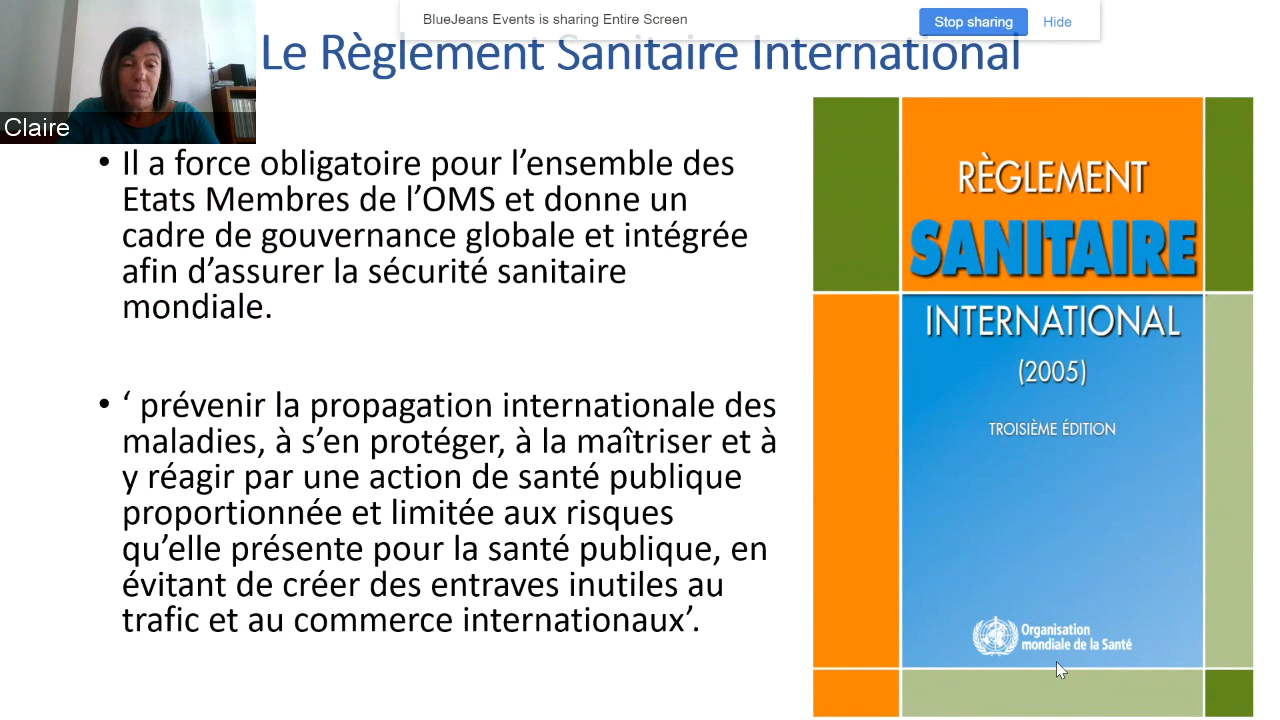 BlueJeans Events is sharing Entire Screen
Stop sharing
Hide
Le Règlement Sanitaire International
Claire
• Il a force obligatoire pour l’ensemble des
Etats Membres de l’OMS et donne un
cadre de gouvernance globale et intégrée
afin d’assurer la sécurité sanitaire
mondiale.
• ‘ prévenir la propagation internationale des
maladies, à s’en protéger, à la maîtriser et à
y réagir par une action de santé publique
proportionnée et limitée aux risques
qu’elle présente pour la santé publique, en
évitant de créer des entraves inutiles au
trafic et au commerce internationaux’.
RÈGLEMENT
SANITAIRE
INTERNATIONAL
(2005)
TROISIÈME ÉDITION
Organisation
mondiale de la Santé